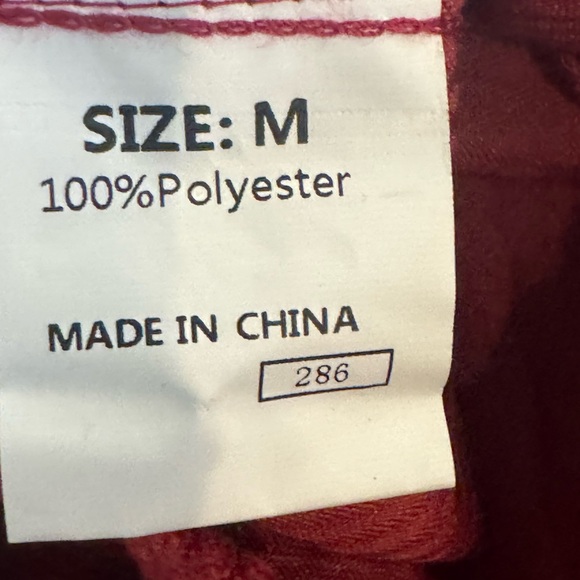 SIZE: M
100%Polyester
MADE IN CHINA
286